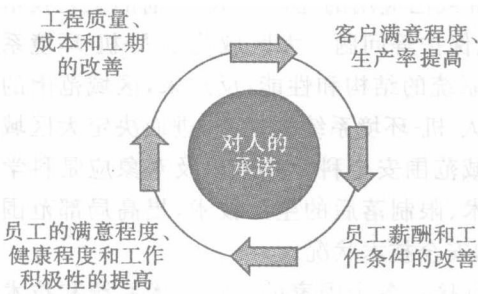 工程质量、
成本和工期
的改善
客户满意程度、
生产率提高
对人的
承诺
员工的满意程度、
健康程度和工作
积极性的提高
员工薪酬和工
作条件的改善